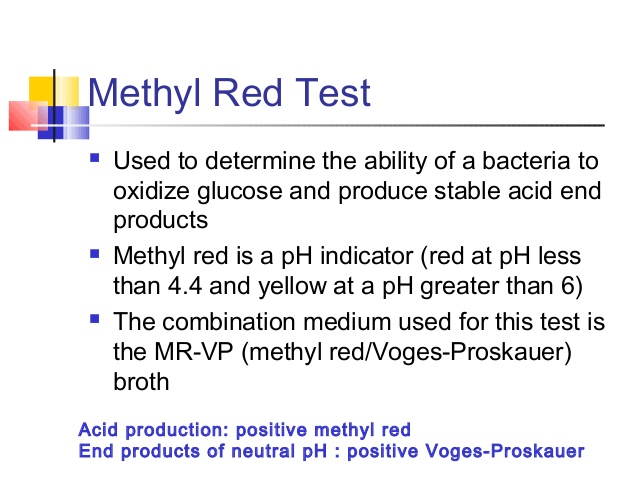 Methyl Red Test
Used to determine the ability of a bacteria to
oxidize glucose and produce stable acid end
products
Methyl red is a pH indicator (red at pH less
than 4.4 and yellow at a pH greater than 6)
The combination medium used for this test is
the MR-VP (methyl red/Voges-Proskauer)
broth
Acid production: positive methyl red
End products of neutral pH : positive Voges-Proskauer